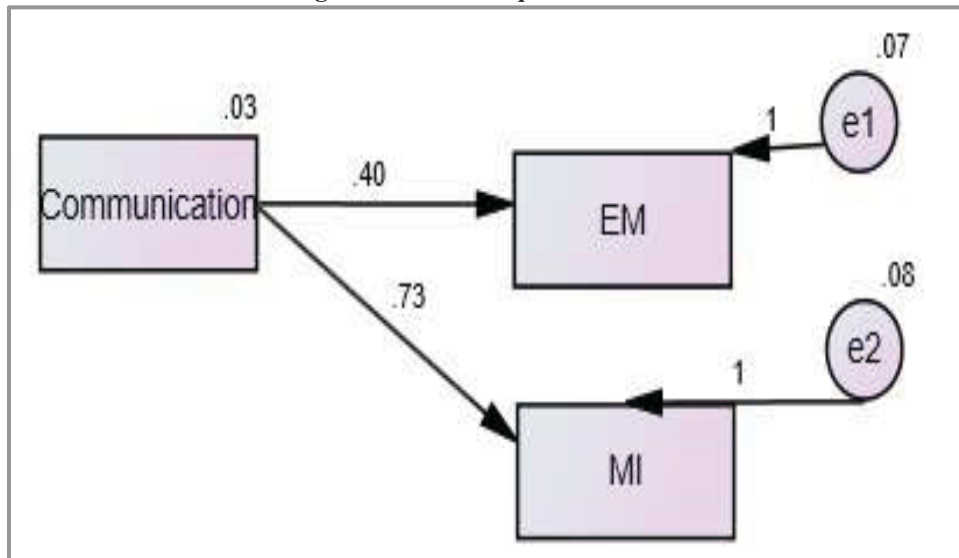 .07
e1
1
.03
Communication
.40
EM
.73
.08
e2
1
MI